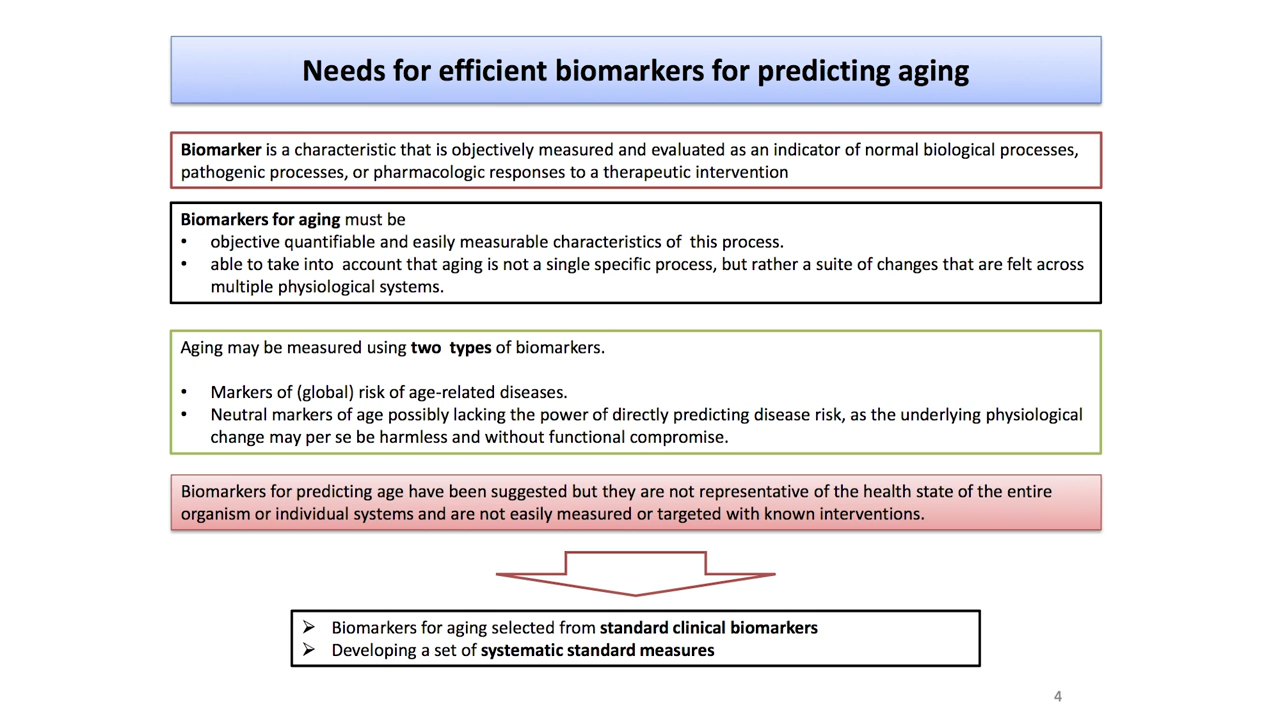 Needs for efficient biomarkers for predicting aging
Biomarker is a characteristic that is objectively measured and evaluated as an indicator of normal biological processes,
pathogenic processes, or pharmacologic responses to a therapeutic intervention
Biomarkers for aging must be
• objective quantifiable and easily measurable characteristics of  this process.
• able to take into  account that aging is not a single specific process, but rather a suite of changes that are felt across
multiple physiological systems.
Aging may be measured using two  types of biomarkers.
• Markers of (global) risk of age-related diseases.
• Neutral markers of age possibly lacking the power of directly predicting disease risk, as the underlying physiological
change may per se be harmless and without functional compromise.
Biomarkers for predicting age have been suggested but they are not representative of the health state of the entire
organism or individual systems and are not easily measured or targeted with known interventions.
➢ Biomarkers for aging selected from standard clinical biomarkers
➢ Developing a set of systematic standard measures
4